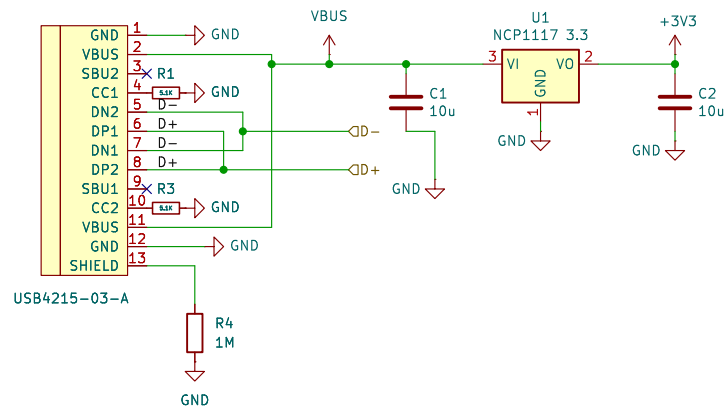 VBUS
U1
NCP1117 3.3
+3V3
GND 1 GND
VBUS 2
SBU2 3 R1
CC1 4 5.1K GND
DN2 5 D-
DP1 6 D+
DN1 7 D-
DP2 8 D+
SBU1 9 R3
CC2 10 5.1K GND
VBUS 11
GND 12 GND
SHIELD 13
D-
D+
C1
10u
GND
3 VI VO 2
GND
1
GND
C2
10u
GND
USB4215-03-A
R4
1M
GND